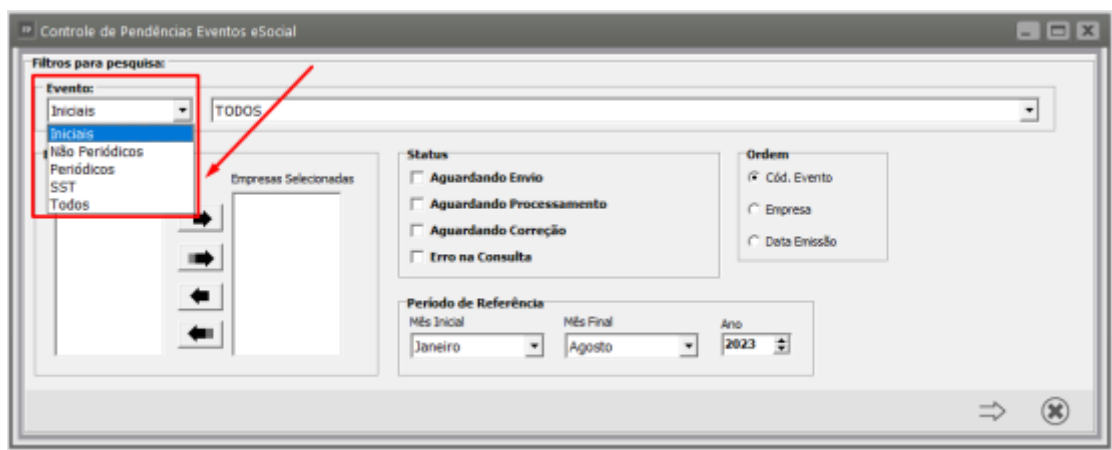 Controle de Pendências Eventos eSocial
Filtros para pesquisa:
Evento:
Iniciais
TODOS
Iniciais
Não Periódicos
Periódicos
SST
Todos
Empresas Selecionadas
Status
Aguardando Envio
Aguardando Processamento
Aguardando Correção
Erro na Consulta
Ordem
Cód. Evento
Empresa
Data Emissão
Período de Referência
Mês Inicial
Mês Final
Ano
Janeiro
Agosto
2023